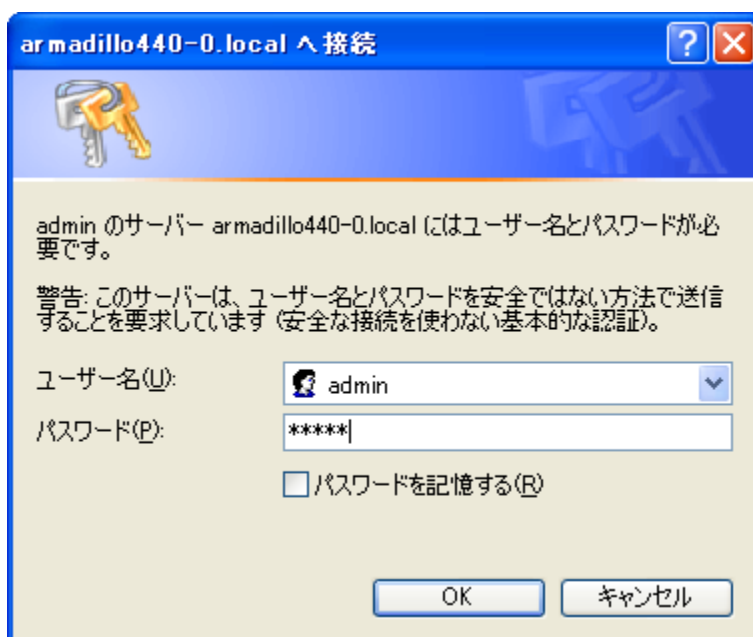 armadillo440-0.local へ接続
admin のサーバー armadillo440-0.local にはユーザー名とパスワードが必
要です。
警告: このサーバーは、ユーザー名とパスワードを安全ではない方法で送信
することを要求しています (安全な接続を使わない基本的な認証)。
ユーザー名(U):
admin
パスワード(P):
*****
パスワードを記憶する(R)
OK
キャンセル